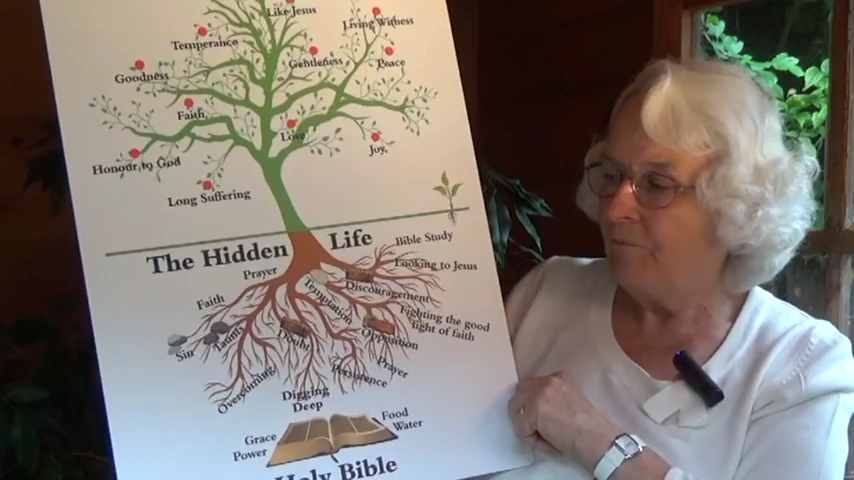 Like Jesus
Living Witness
Temperance
Gentleness
Peace
Goodness
Faith
Love
Joy,
Honour to God
Long Suffering
The Hidden Life
Bible Study
Prayer
Looking to Jesus
Temptation
Discouragement
Faith
Fighting the good
fight of faith
Sin
Taunts
Doubt
Opposition
Prayer
Persistence
Overcoming
Digging
Deep
Food
Water
Grace
Power
Holy Bible